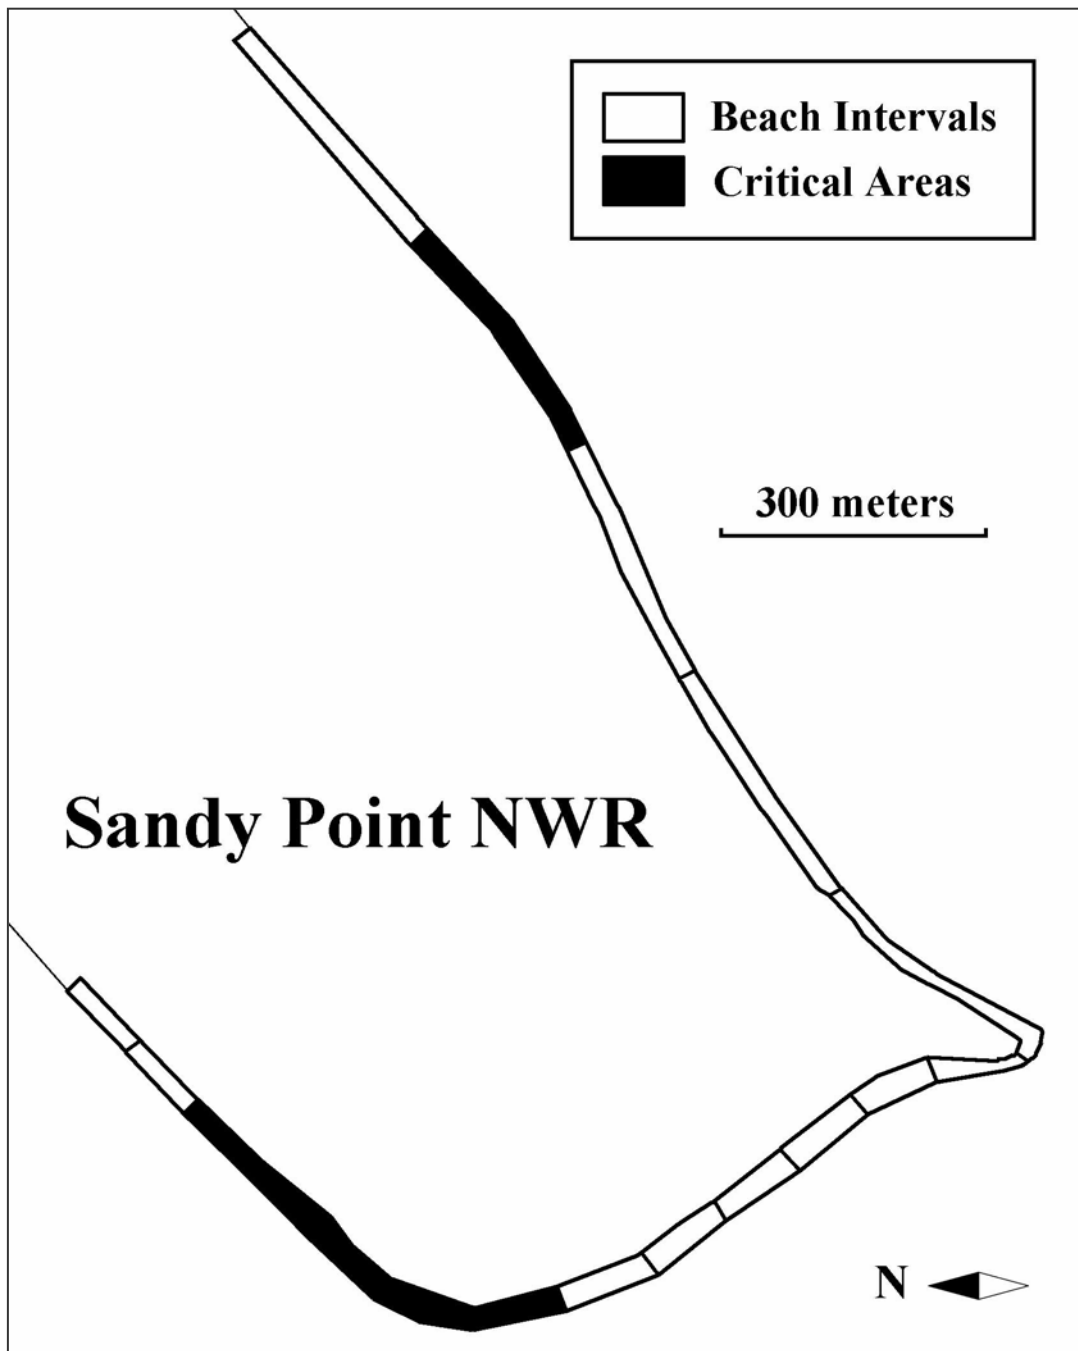 Beach Intervals
Critical Areas
300 meters
Sandy Point NWR
N